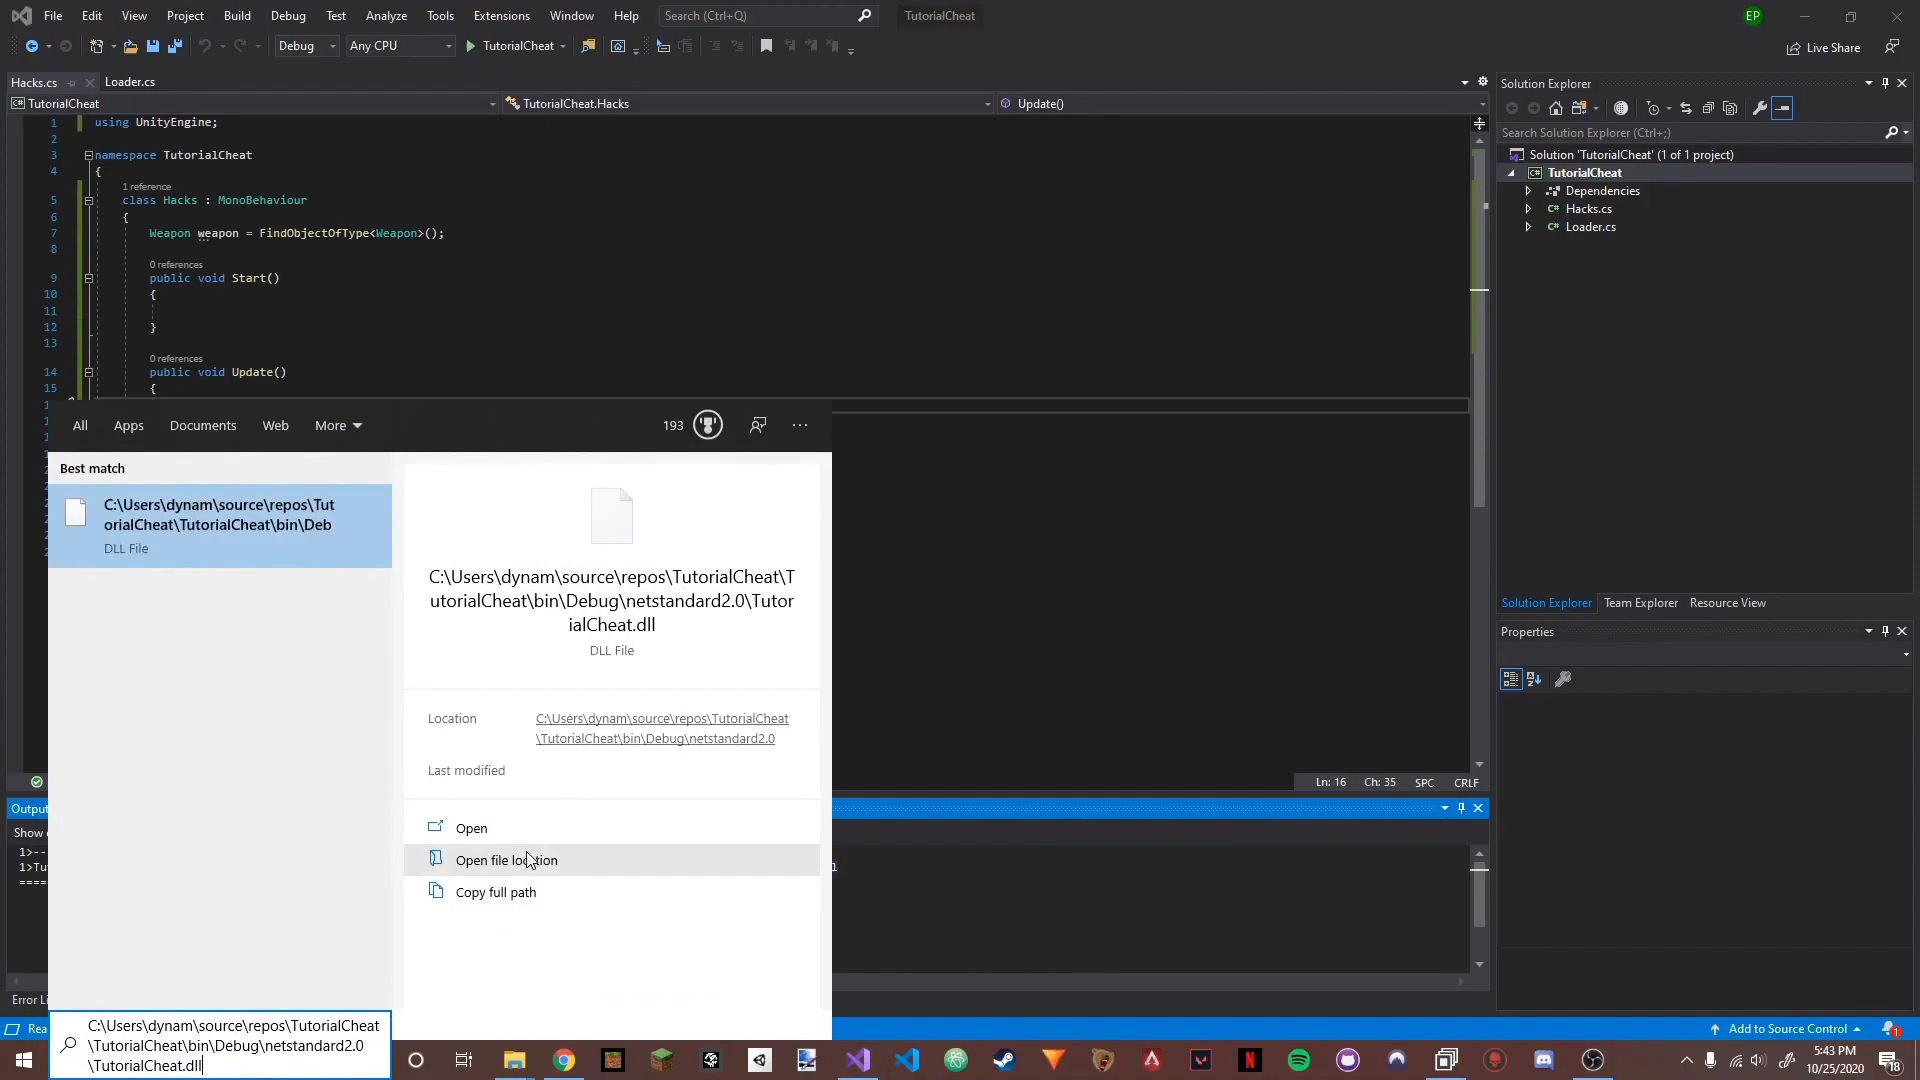 File Edit View Project Build Debug Test Analyze Tools Extensions Window Help Search (Ctrl+Q) TutorialCheat EP
Debug Any CPU TutorialCheat Live Share
Hacks.cs Loader.cs
TutorialCheat TutorialCheat.Hacks Update()
1 using UnityEngine;
2
3 namespace TutorialCheat
4 {
1 reference
5 class Hacks : MonoBehaviour
6 {
7 Weapon weapon = FindObjectOfType<Weapon>();
8
0 references
9 public void Start()
10 {
11
12 }
13
0 references
14 public void Update()
15 {
All Apps Documents Web More 193
Best match
C:\Users\dynam\source\repos\Tut
orialCheat\TutorialCheat\bin\Deb
DLL File
C:\Users\dynam\source\repos\TutorialCheat\T
utorialCheat\bin\Debug\netstandard2.0\Tutor
ialCheat.dll
DLL File
Location C:\Users\dynam\source\repos\TutorialCheat
\TutorialCheat\bin\Debug\netstandard2.0
Last modified
Open
Open file location
Copy full path
Ln: 16 Ch: 35 SPC CRLF
Output
Show
1>--
1>Tu
====
Error Li
Rea
C:\Users\dynam\source\repos\TutorialCheat
\TutorialCheat\bin\Debug\netstandard2.0
\TutorialCheat.dll
Solution Explorer
Search Solution Explorer (Ctrl+;)
Solution 'TutorialCheat' (1 of 1 project)
TutorialCheat
Dependencies
C# Hacks.cs
C# Loader.cs
Solution Explorer Team Explorer Resource View
Properties
Add to Source Control 1
5:43 PM
10/25/2020
18